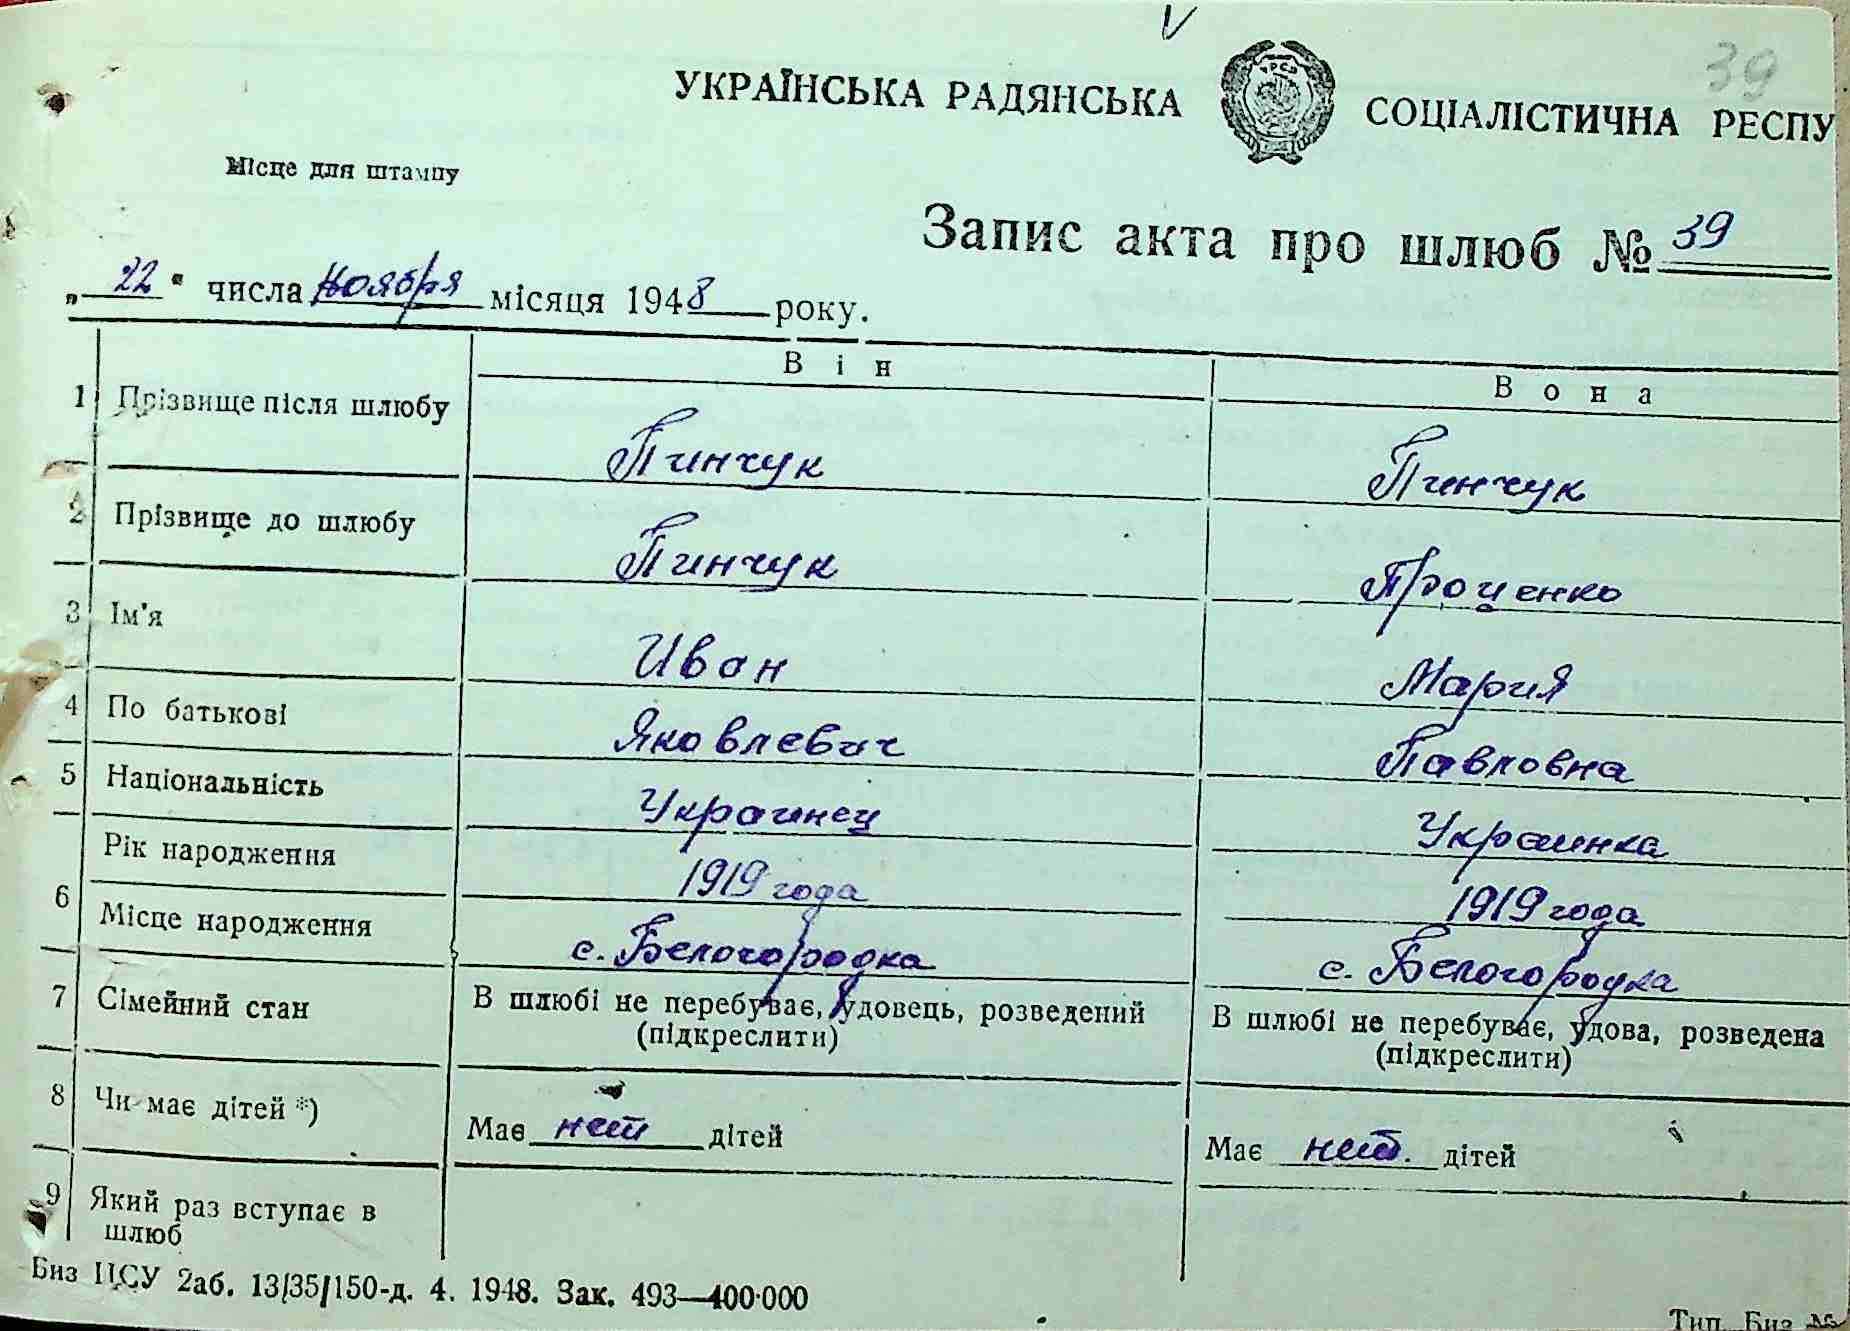 V
39
УКРАЇНСЬКА РАДЯНСЬКА СОЦІАЛІСТИЧНА РЕСПУ
УРСР
Місце для штампу
Запис акта про шлюб № 39
„ 22 " числа ноября місяця 1948 року.
Він Вона
1 Прізвище після шлюбу Пинчук Пинчук
2 Прізвище до шлюбу Пинчук Проценко
3 Ім'я Иван Мария
4 По батькові Яковлевич Павловна
5 Національність Украинец Украинка
Рік народження 1919 года 1919 года
6 Місце народження с. Белогородка с. Белогородка
7 Сімейний стан В шлюбі не перебуває, удовець, розведений В шлюбі не перебуває, удова, розведена
(підкреслити) (підкреслити)
8 Чи має дітей *) Має нет дітей Має нет. дітей
9 Який раз вступає в
шлюб
Биз ЦСУ 2аб. 13/35/150-д. 4. 1948. Зак. 493—400·000
Тип. Биз №